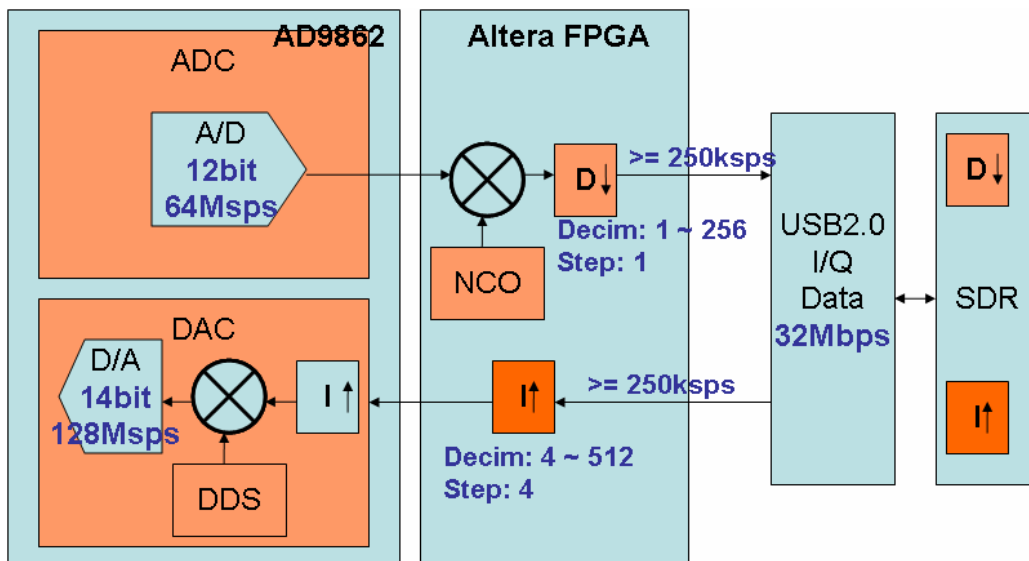 AD9862
ADC
A/D
12bit
64Msps
Altera FPGA
D↓
>= 250ksps
Decim: 1 ~ 256
Step: 1
NCO
USB2.0
I/Q
Data
32Mbps
D↓
SDR
I↑
DAC
D/A
14bit
128Msps
I ↑
DDS
I↑
>= 250ksps
Decim: 4 ~ 512
Step: 4